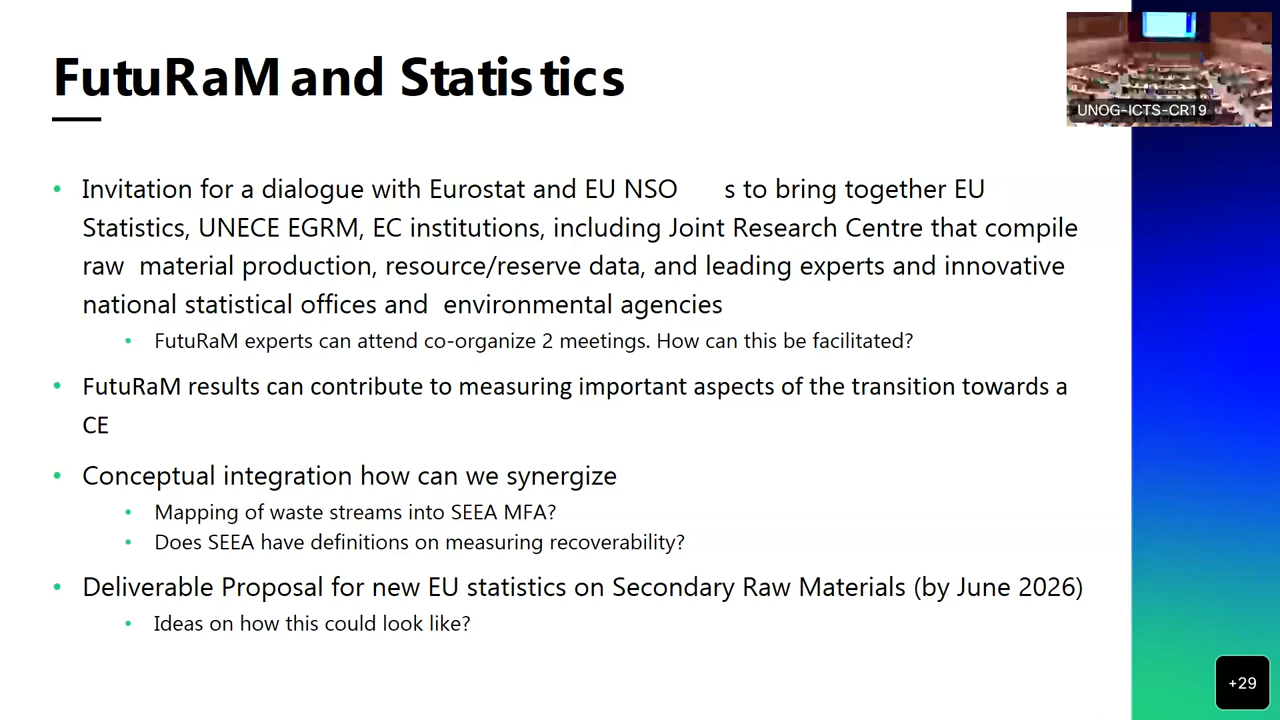 FutuRaM and Statistics
UNOG-ICTS-CR19
• Invitation for a dialogue with Eurostat and EU NSO s to bring together EU
Statistics, UNECE EGRM, EC institutions, including Joint Research Centre that compile
raw material production, resource/reserve data, and leading experts and innovative
national statistical offices and environmental agencies
• FutuRaM experts can attend co-organize 2 meetings. How can this be facilitated?
• FutuRaM results can contribute to measuring important aspects of the transition towards a
CE
• Conceptual integration how can we synergize
• Mapping of waste streams into SEEA MFA?
• Does SEEA have definitions on measuring recoverability?
• Deliverable Proposal for new EU statistics on Secondary Raw Materials (by June 2026)
• Ideas on how this could look like?
+29